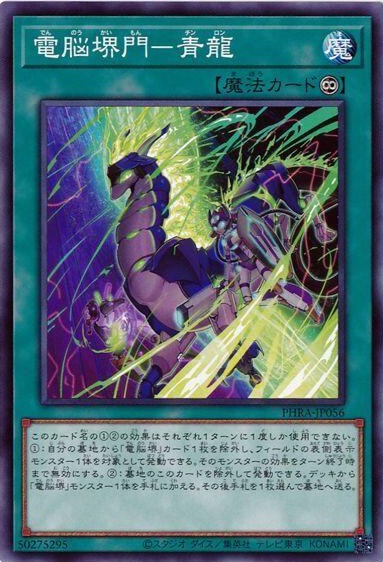 電脳堺門－青龍
魔
【魔法カード】
PHRA-JP056
このカード名の①②の効果はそれぞれ１ターンに１度しか使用できない。
①：自分の墓地から「電脳堺」カード１枚を除外し、フィールドの表側表示
モンスター１体を対象として発動できる。そのモンスターの効果をターン終了時
まで無効にする。②：墓地のこのカードを除外して発動できる。デッキから
「電脳堺」モンスター１体を手札に加える。その後手札を１枚選んで墓地へ送る。
50275295
©スタジオ・ダイス／集英社・テレビ東京・KONAMI